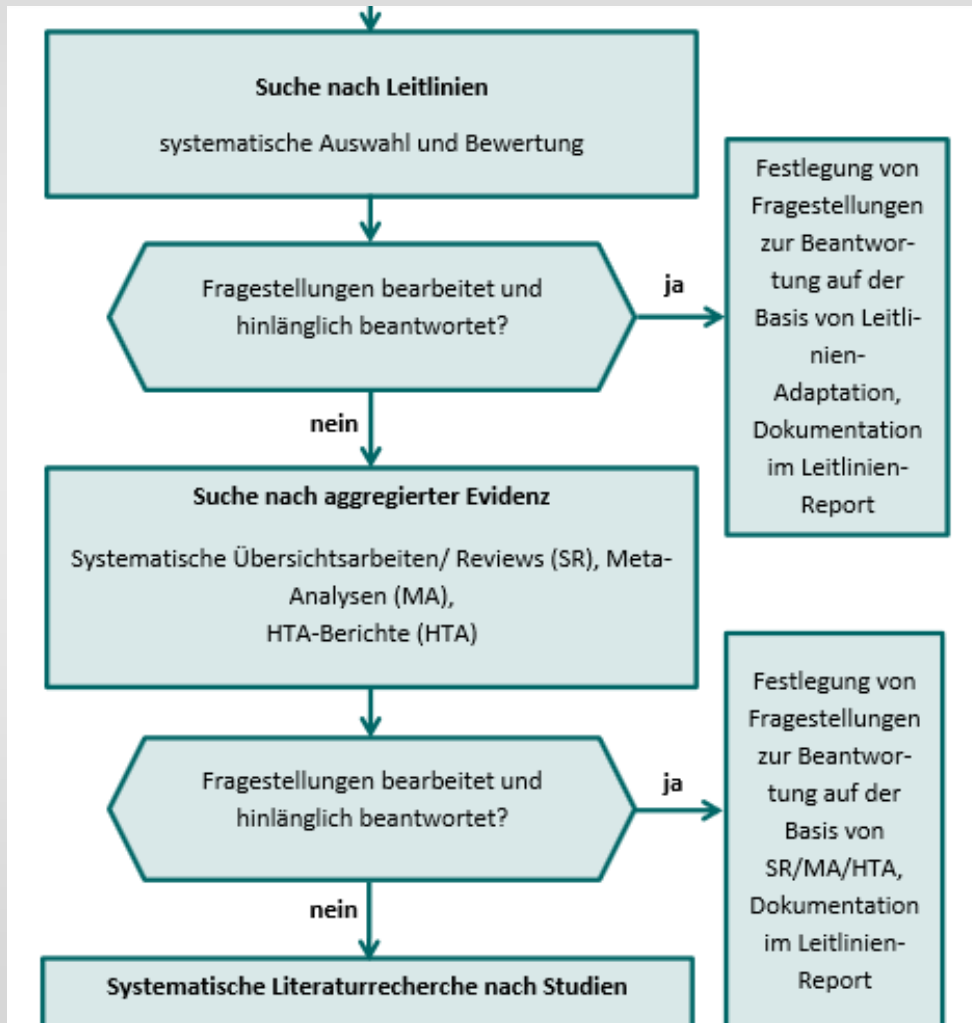 Suche nach Leitlinien
systematische Auswahl und Bewertung
Fragestellungen bearbeitet und
hinlänglich beantwortet?
ja
Festlegung von
Fragestellungen
zur Beantwor-
tung auf der
Basis von Leitli-
nien-
Adaptation,
Dokumentation
im Leitlinien-
Report
nein
Suche nach aggregierter Evidenz
Systematische Übersichtsarbeiten/ Reviews (SR), Meta-
Analysen (MA),
HTA-Berichte (HTA)
Fragestellungen bearbeitet und
hinlänglich beantwortet?
ja
Festlegung von
Fragestellungen
zur Beantwor-
tung auf der
Basis von
SR/MA/HTA,
Dokumentation
im Leitlinien-
Report
nein
Systematische Literaturrecherche nach Studien